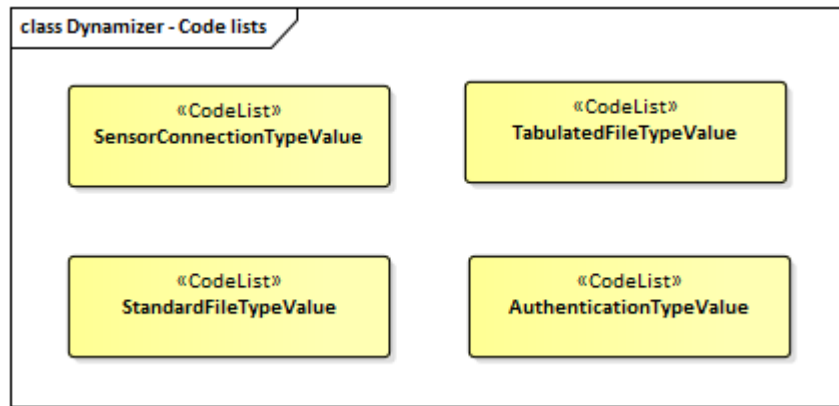 class Dynamizer - Code lists
«CodeList»
SensorConnectionTypeValue
«CodeList»
TabulatedFileTypeValue
«CodeList»
StandardFileTypeValue
«CodeList»
AuthenticationTypeValue